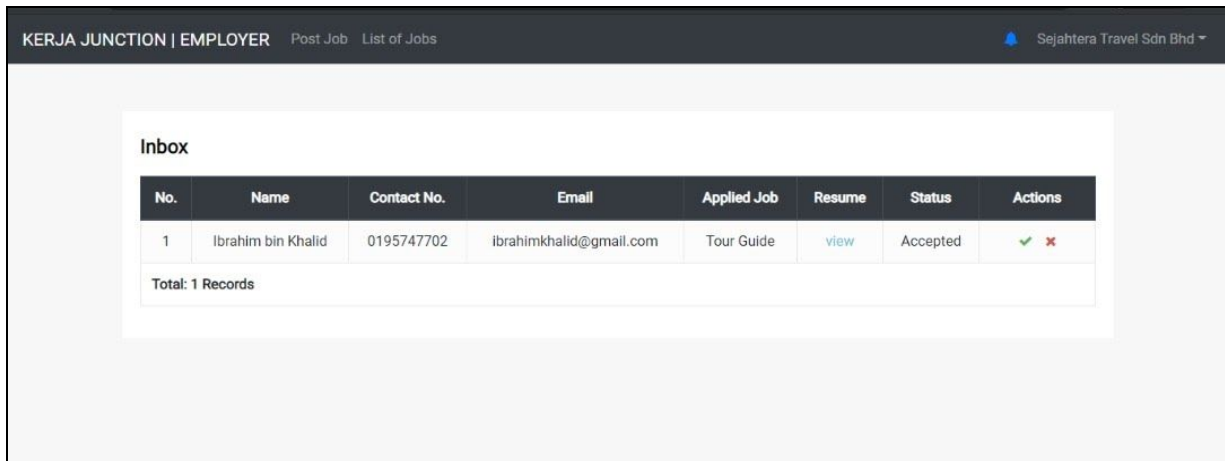 KERJA JUNCTION | EMPLOYER Post Job List of Jobs Sejahtera Travel Sdn Bhd
Inbox
No. Name Contact No. Email Applied Job Resume Status Actions
1 Ibrahim bin Khalid 0195747702 ibrahimkhalid@gmail.com Tour Guide view Accepted
Total: 1 Records